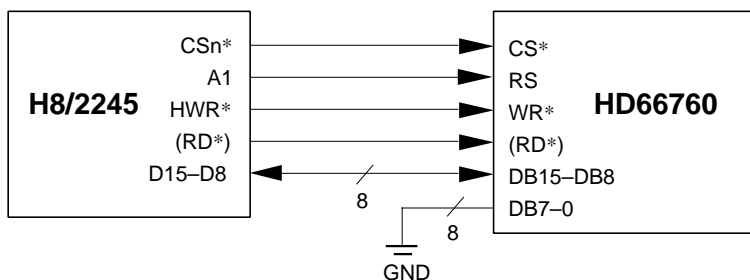 CSn* CS*
A1 RS
H8/2245 HWR* WR* HD66760
(RD*) (RD*)
D15–D8 DB15–DB8
8
DB7–0
8
GND